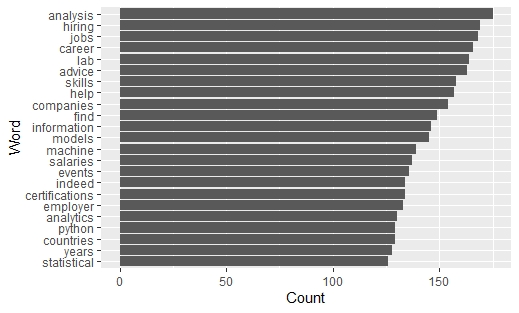 analysis
hiring
jobs
career
lab
advice
skills
help
companies
find
information
models
machine
salaries
events
indeed
certifications
employer
analytics
python
countries
years
statistical
Word
0 50 100 150
Count